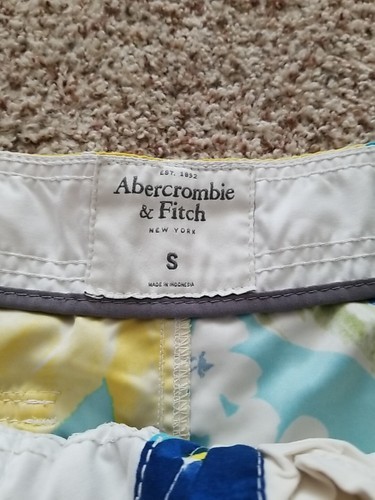 EST. 1892
Abercrombie
& Fitch
NEW YORK
S
MADE IN INDONESIA